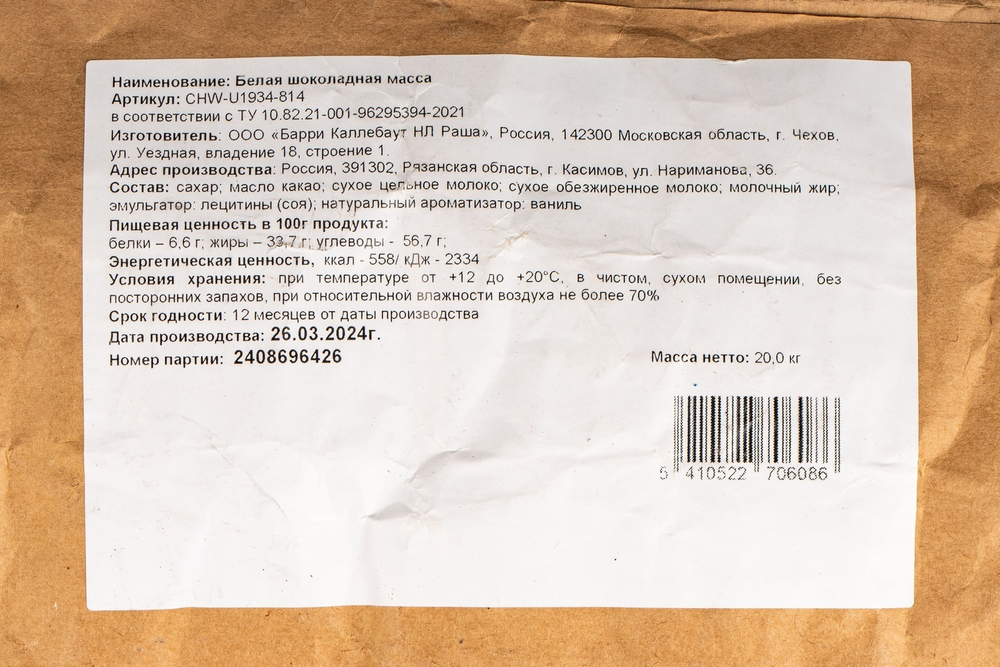 Наименование: Белая шоколадная масса
Артикул: CHW-U1934-814
в соответствии с ТУ 10.82.21-001-96295394-2021
Изготовитель: ООО «Барри Каллебаут НЛ Раша», Россия, 142300 Московская область, г. Чехов,
ул. Уездная, владение 18, строение 1.
Адрес производства: Россия, 391302, Рязанская область, г. Касимов, ул. Нариманова, 36.
Состав: сахар; масло какао; сухое цельное молоко; сухое обезжиренное молоко; молочный жир;
эмульгатор: лецитины (соя); натуральный ароматизатор: ваниль
Пищевая ценность в 100г продукта:
белки – 6,6 г; жиры – 33,7 г; углеводы - 56,7 г;
Энергетическая ценность, ккал - 558/ кДж - 2334
Условия хранения: при температуре от +12 до +20°С, в чистом, сухом помещении, без
посторонних запахов, при относительной влажности воздуха не более 70%
Срок годности: 12 месяцев от даты производства
Дата производства: 26.03.2024г.
Номер партии: 2408696426
Масса нетто: 20,0 кг
5 410522 706086